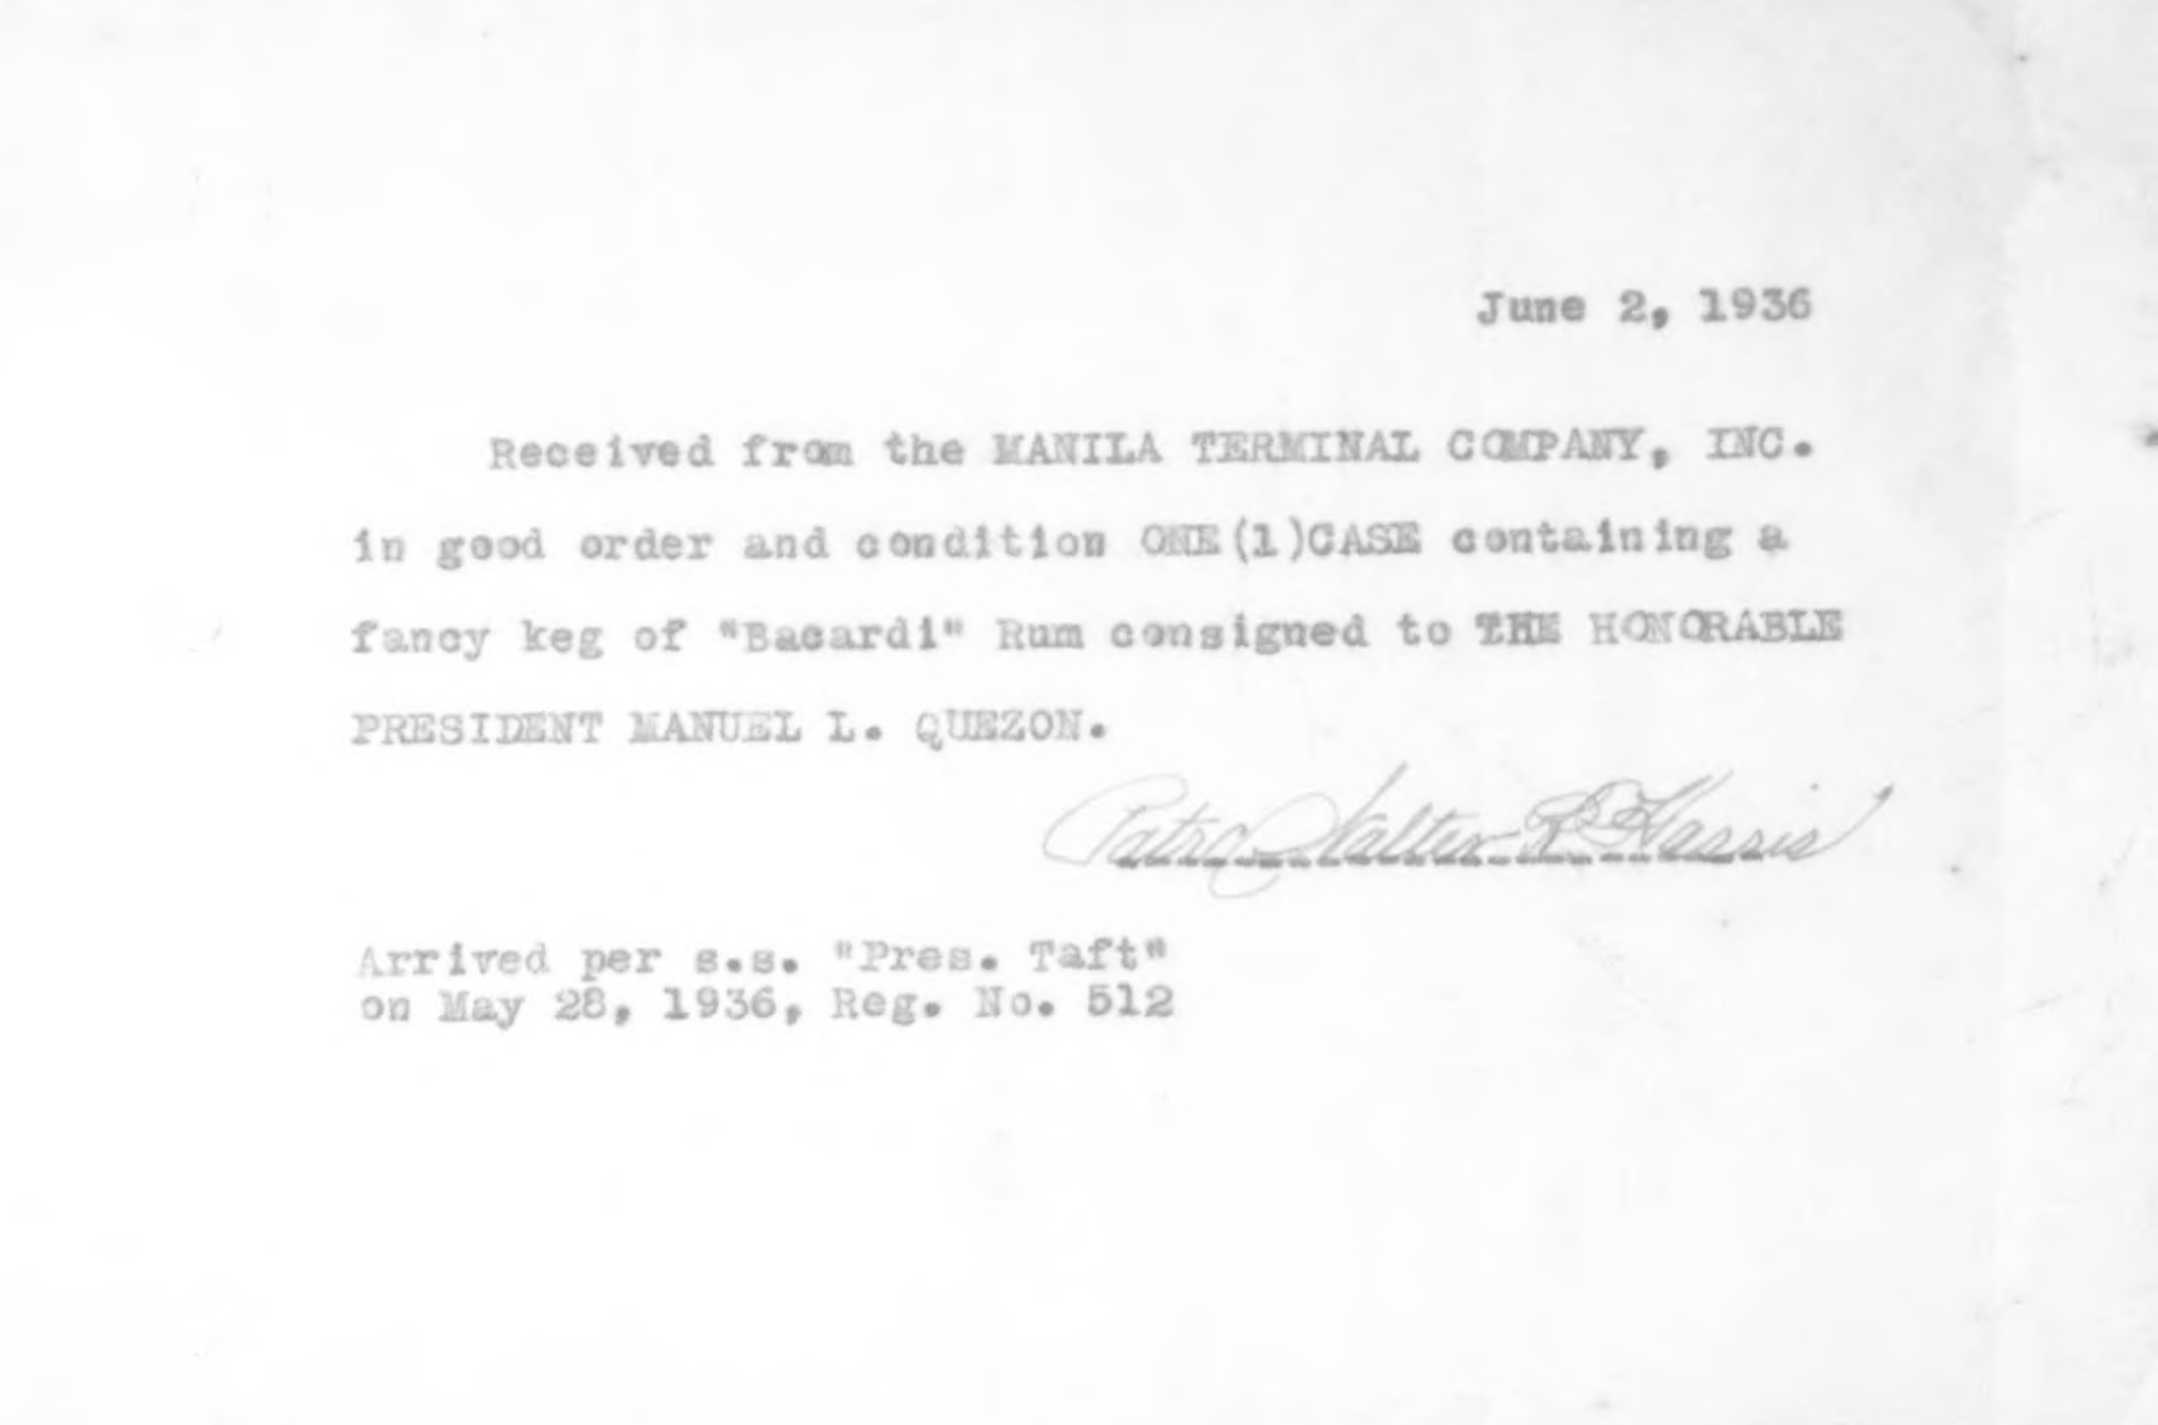 June 2, 1936
Received from the MANILA TERMINAL COMPANY, INC.
in good order and condition ONE(1)CASE containing a
fancy keg of "Bacardi" Rum consigned to THE HONORABLE
PRESIDENT MANUEL L. QUEZON.
Walter R Harris
Arrived per s.s. "Pres. Taft"
on May 28, 1936, Reg. No. 512